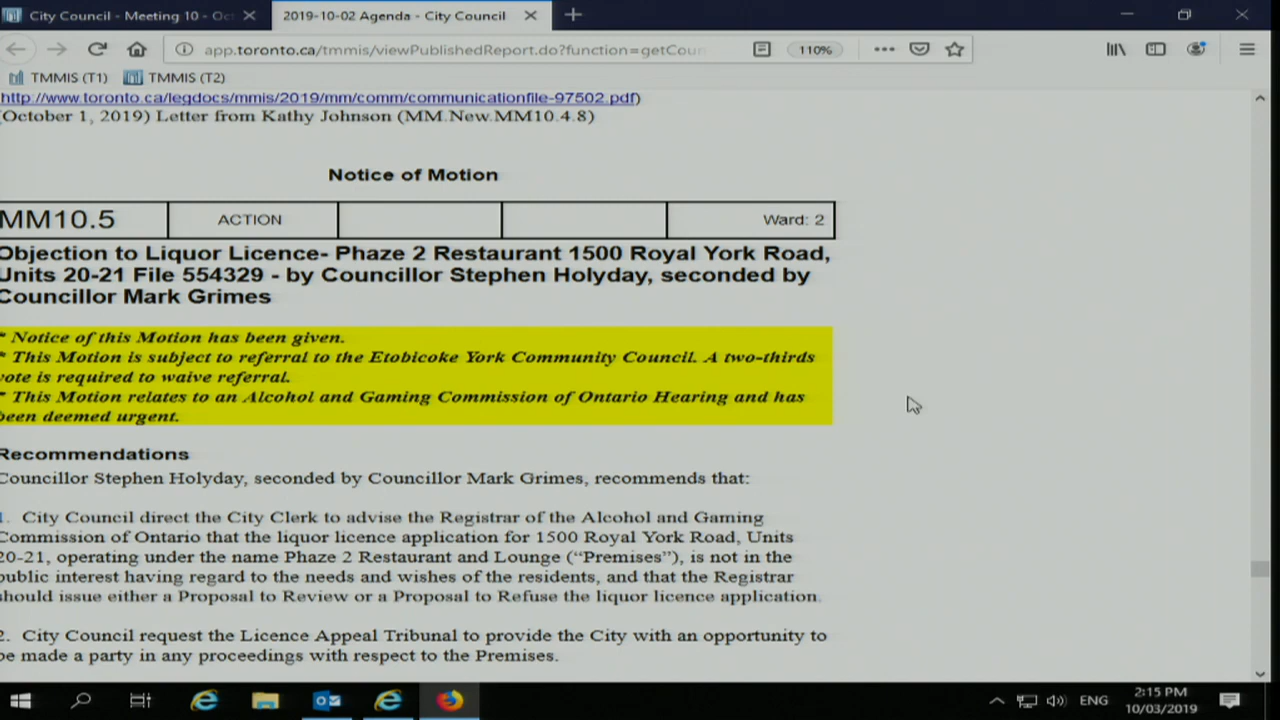 City Council - Meeting 10 - Oc
2019-10-02 Agenda - City Council
app.toronto.ca/tmmis/viewPublishedReport.do?function=getCour
110%
TMMIS (T1)
TMMIS (T2)
http://www.toronto.ca/legdocs/mmis/2019/mm/comm/communicationfile-97502.pdf)
(October 1, 2019) Letter from Kathy Johnson (MM.New.MM10.4.8)
Notice of Motion
MM10.5 ACTION Ward: 2
Objection to Liquor Licence- Phaze 2 Restaurant 1500 Royal York Road,
Units 20-21 File 554329 - by Councillor Stephen Holyday, seconded by
Councillor Mark Grimes
* Notice of this Motion has been given.
* This Motion is subject to referral to the Etobicoke York Community Council. A two-thirds
vote is required to waive referral.
* This Motion relates to an Alcohol and Gaming Commission of Ontario Hearing and has
been deemed urgent.
Recommendations
Councillor Stephen Holyday, seconded by Councillor Mark Grimes, recommends that:
1. City Council direct the City Clerk to advise the Registrar of the Alcohol and Gaming
Commission of Ontario that the liquor licence application for 1500 Royal York Road, Units
20-21, operating under the name Phaze 2 Restaurant and Lounge (“Premises”), is not in the
public interest having regard to the needs and wishes of the residents, and that the Registrar
should issue either a Proposal to Review or a Proposal to Refuse the liquor licence application.
2. City Council request the Licence Appeal Tribunal to provide the City with an opportunity to
be made a party in any proceedings with respect to the Premises.
ENG
2:15 PM
10/03/2019